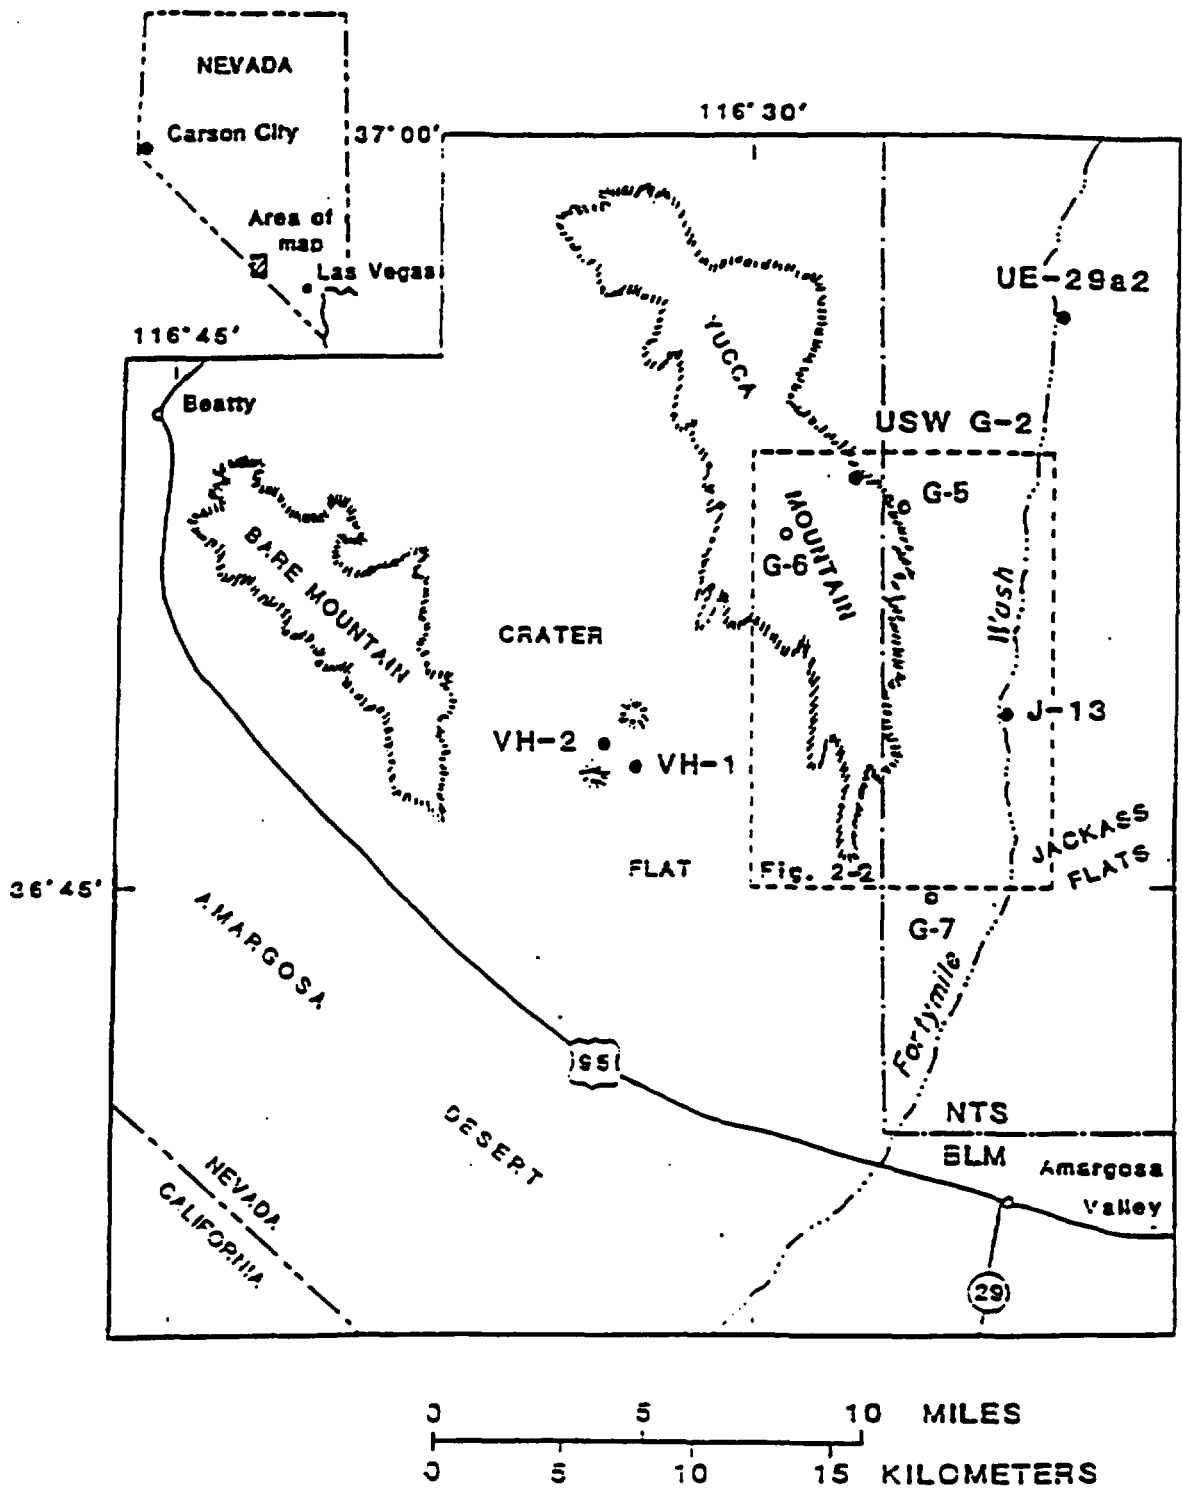 NEVADA
Carson City
Area of
map
Las Vegas
37°00'
116°30'
116°45'
UE-29a2
YUCCA
Beatty
USW G-2
G-5
MOUNTAIN
G-6
BARE MOUNTAIN
Wash
CRATER
J-13
VH-2
VH-1
JACKASS
FLATS
FLAT
Fig. 2-2
36°45'
G-7
AMARGOSA
Fortymile
95
NTS
DESERT
BLM
Amargosa
Valley
NEVADA
CALIFORNIA
29
0 5 10 MILES
0 5 10 15 KILOMETERS